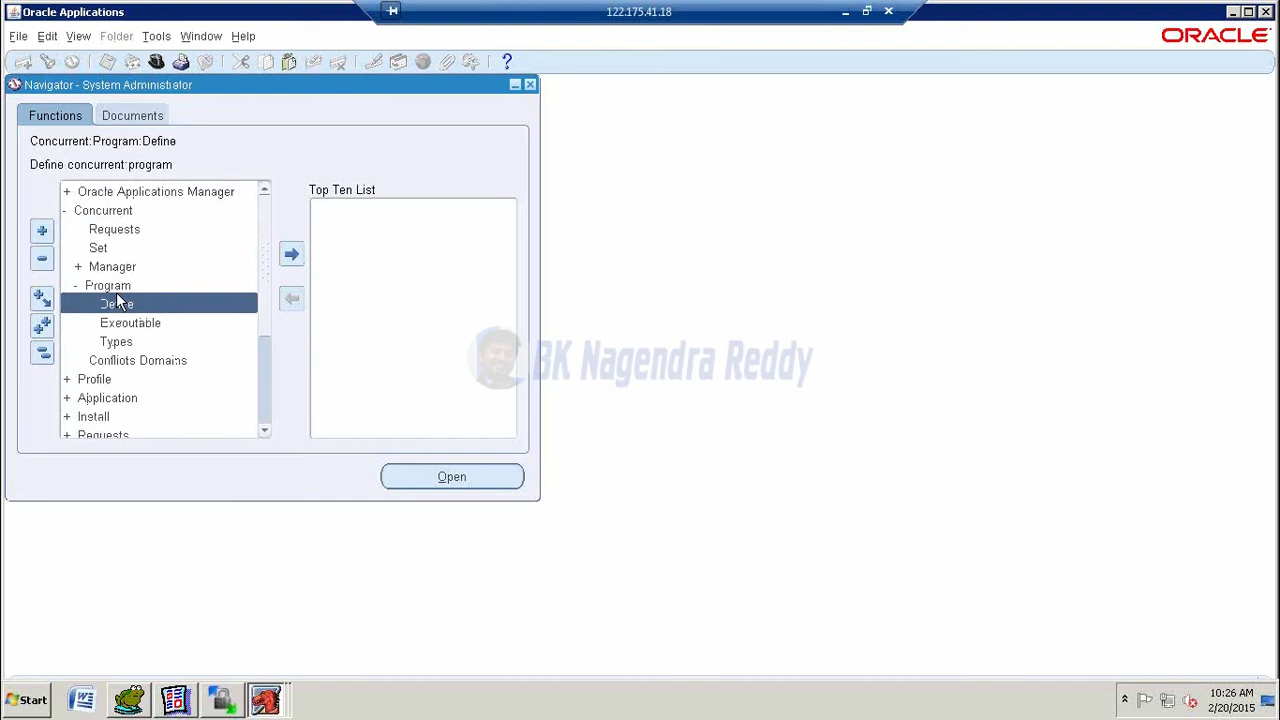 Oracle Applications
122.175.41.18
File Edit View Folder Tools Window Help
ORACLE
Navigator - System Administrator
Functions Documents
Concurrent:Program:Define
Define concurrent program
+ Oracle Applications Manager
- Concurrent
Requests
Set
+ Manager
- Program
Define
Executable
Types
Conflicts Domains
+ Profile
+ Application
+ Install
+ Requests
Top Ten List
Open
BK Nagendra Reddy
Start
10:26 AM
2/20/2015